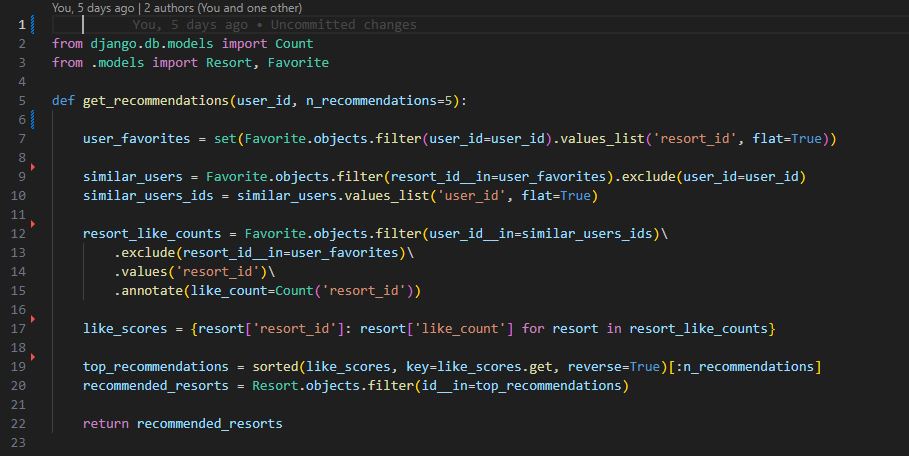 You, 5 days ago | 2 authors (You and one other)
1 You, 5 days ago • Uncommitted changes
2 from django.db.models import Count
3 from .models import Resort, Favorite
4
5 def get_recommendations(user_id, n_recommendations=5):
6
7     user_favorites = set(Favorite.objects.filter(user_id=user_id).values_list('resort_id', flat=True))
8
9     similar_users = Favorite.objects.filter(resort_id__in=user_favorites).exclude(user_id=user_id)
10     similar_users_ids = similar_users.values_list('user_id', flat=True)
11
12     resort_like_counts = Favorite.objects.filter(user_id__in=similar_users_ids)\
13         .exclude(resort_id__in=user_favorites)\
14         .values('resort_id')\
15         .annotate(like_count=Count('resort_id'))
16
17     like_scores = {resort['resort_id']: resort['like_count'] for resort in resort_like_counts}
18
19     top_recommendations = sorted(like_scores, key=like_scores.get, reverse=True)[:n_recommendations]
20     recommended_resorts = Resort.objects.filter(id__in=top_recommendations)
21
22     return recommended_resorts
23